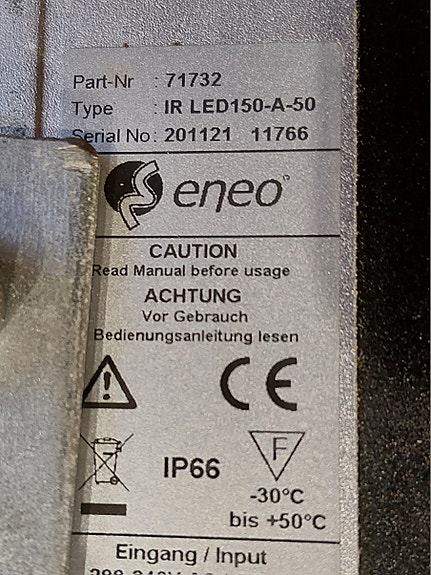 Part-Nr : 71732
Type : IR LED150-A-50
Serial No : 201121 11766
eneo
CAUTION
Read Manual before usage
ACHTUNG
Vor Gebrauch
Bedienungsanleitung lesen
CE
F
IP66
-30°C
bis +50°C
Eingang / Input